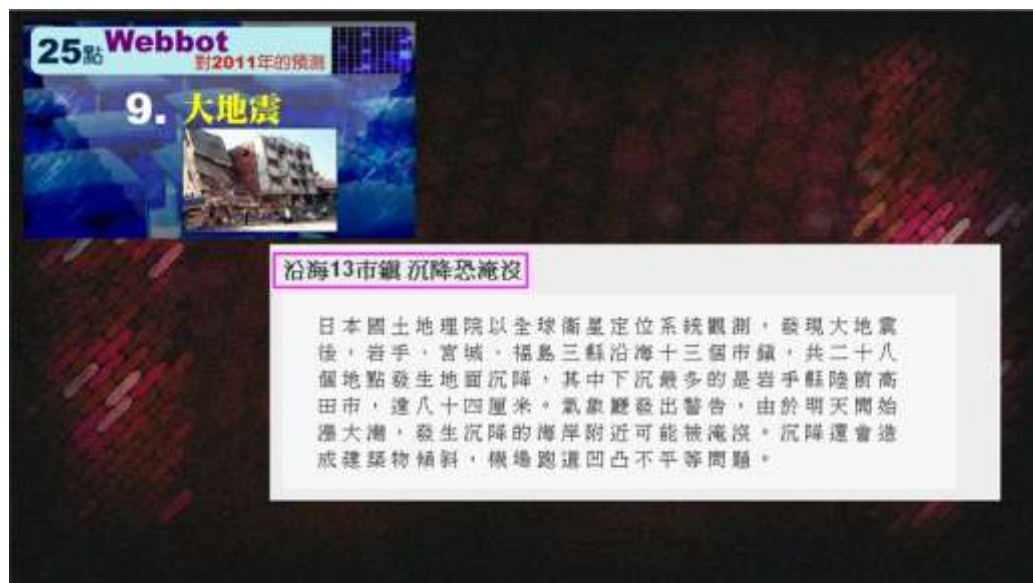 25點 Webbot
對2011年的預測
9. 大地震
沿海13市鎮 沉降恐淹沒
日本國土地理院以全球衞星定位系統觀測，發現大地震
後，岩手、宮城、福島三縣沿海十三個市鎮，共二十八
個地點發生地面沉降，其中下沉最多的是岩手縣陸前高
田市，達八十四厘米。氣象廳發出警告，由於明天開始
漲大潮，發生沉降的海岸附近可能被淹沒。沉降還會造
成建築物傾斜，機場跑道凹凸不平等問題。